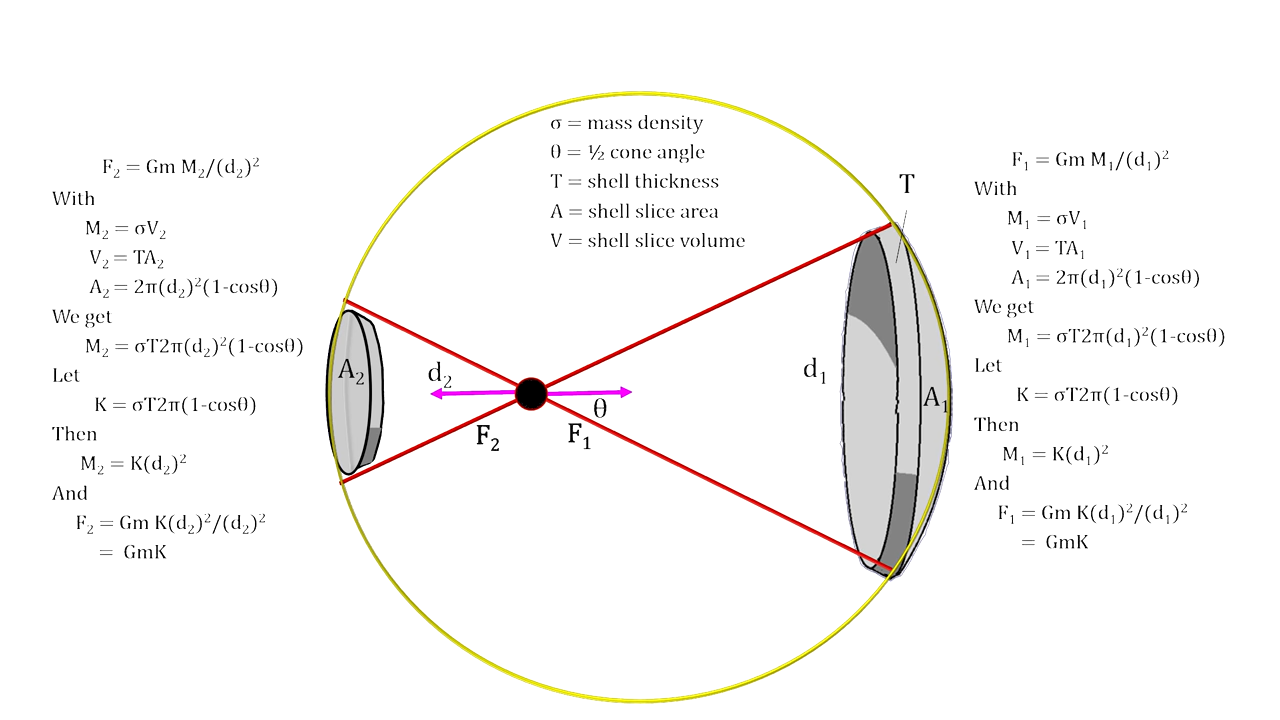 σ = mass density
θ = ½ cone angle
T = shell thickness
A = shell slice area
V = shell slice volume
F₂ = Gm M₂/(d₂)²
With
M₂ = σV₂
V₂ = TA₂
A₂ = 2π(d₂)²(1-cosθ)
We get
M₂ = σT2π(d₂)²(1-cosθ)
Let
K = σT2π(1-cosθ)
Then
M₂ = K(d₂)²
And
F₂ = Gm K(d₂)²/(d₂)²
= GmK
A₂
d₂
F₂
θ
F₁
d₁
T
A₁
F₁ = Gm M₁/(d₁)²
With
M₁ = σV₁
V₁ = TA₁
A₁ = 2π(d₁)²(1-cosθ)
We get
M₁ = σT2π(d₁)²(1-cosθ)
Let
K = σT2π(1-cosθ)
Then
M₁ = K(d₁)²
And
F₁ = Gm K(d₁)²/(d₁)²
= GmK